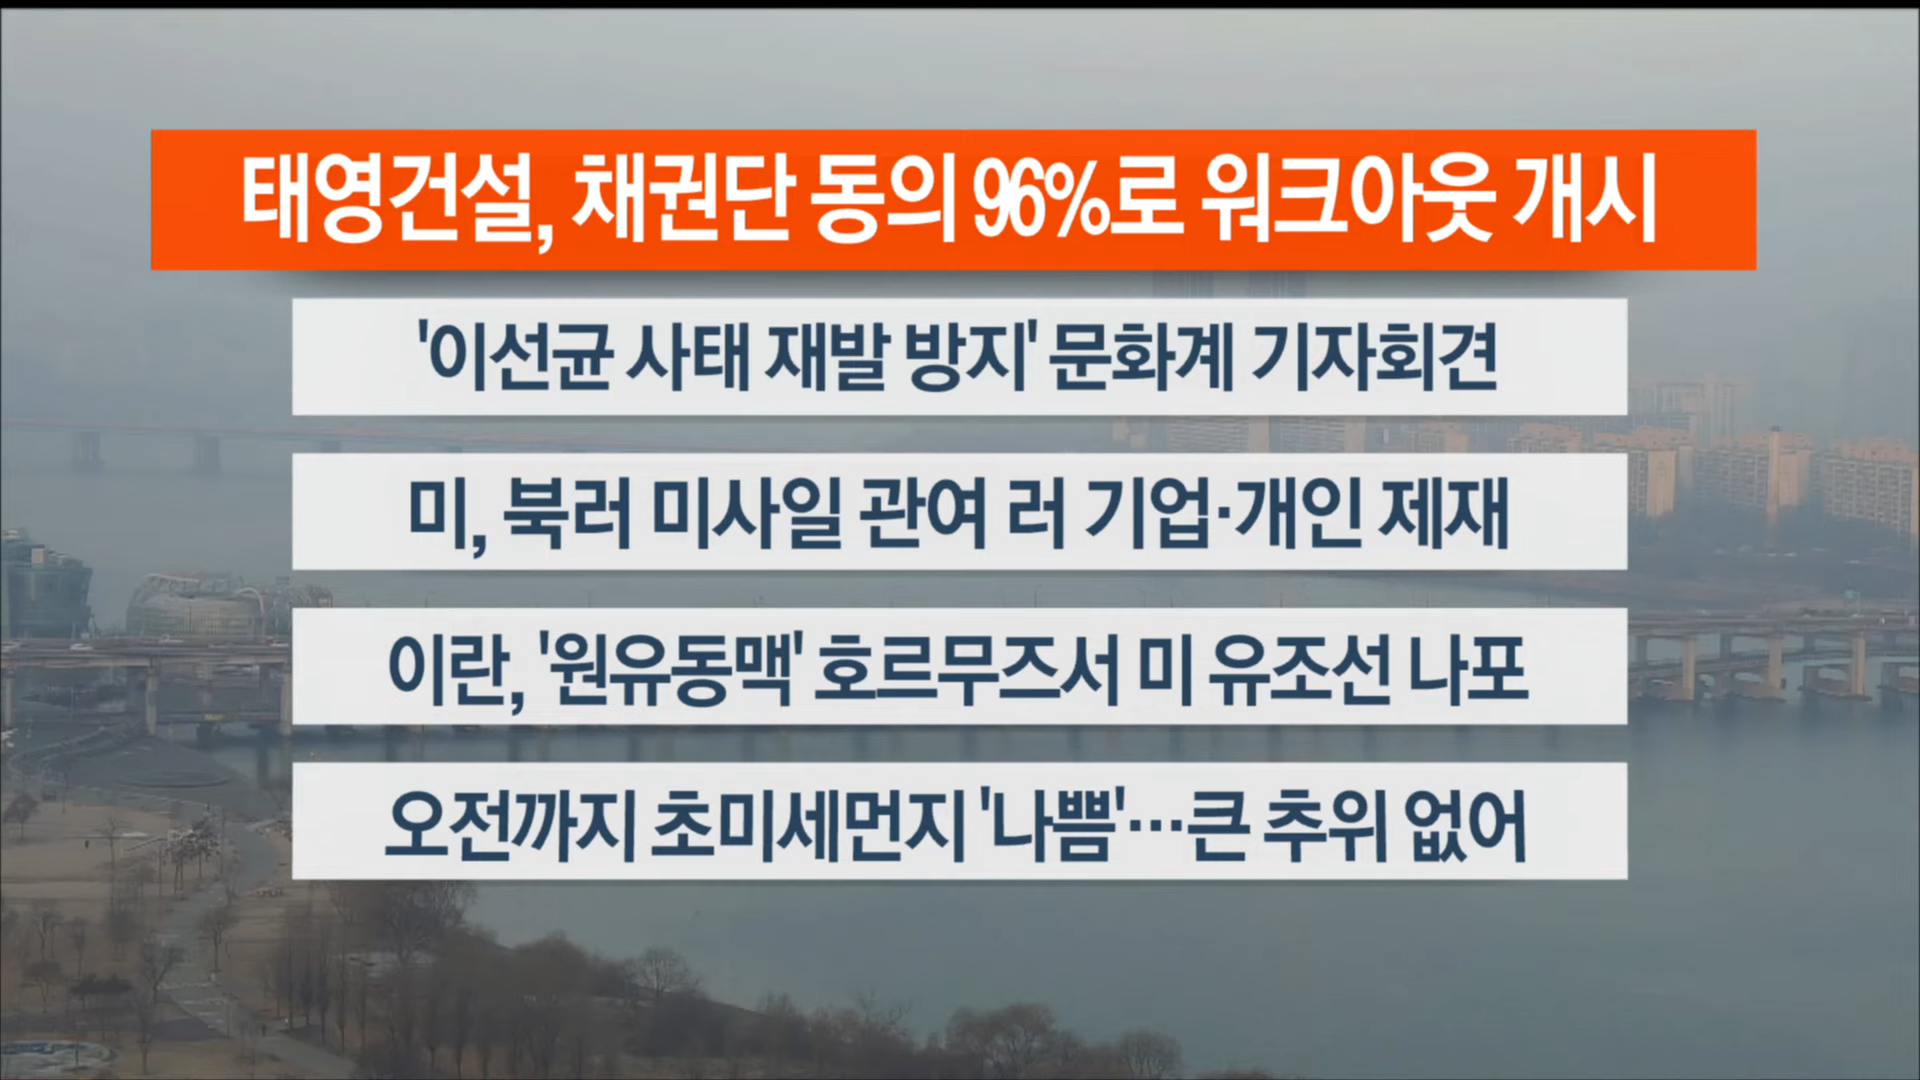 태영건설, 채권단 동의 96%로 워크아웃 개시
'이선균 사태 재발 방지' 문화계 기자회견
미, 북러 미사일 관여 러 기업·개인 제재
이란, '원유동맥' 호르무즈서 미 유조선 나포
오전까지 초미세먼지 '나쁨'…큰 추위 없어